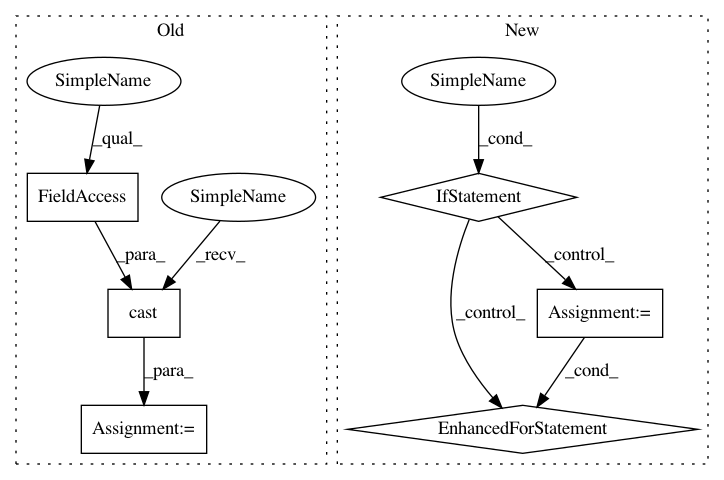 Old
New
SimpleName
SimpleName
_qual_
_cond_
FieldAccess
SimpleName
IfStatement
_para_
_recv_
_control_
cast
_control_
Assignment:=
_para_
_cond_
Assignment:=
EnhancedForStatement